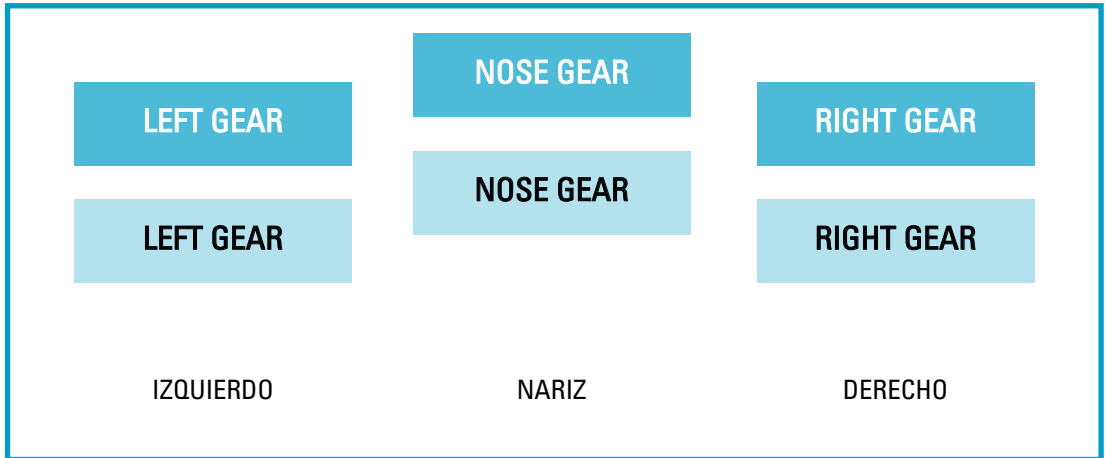 NOSE GEAR
LEFT GEAR
RIGHT GEAR
NOSE GEAR
LEFT GEAR
RIGHT GEAR
IZQUIERDO
NARIZ
DERECHO